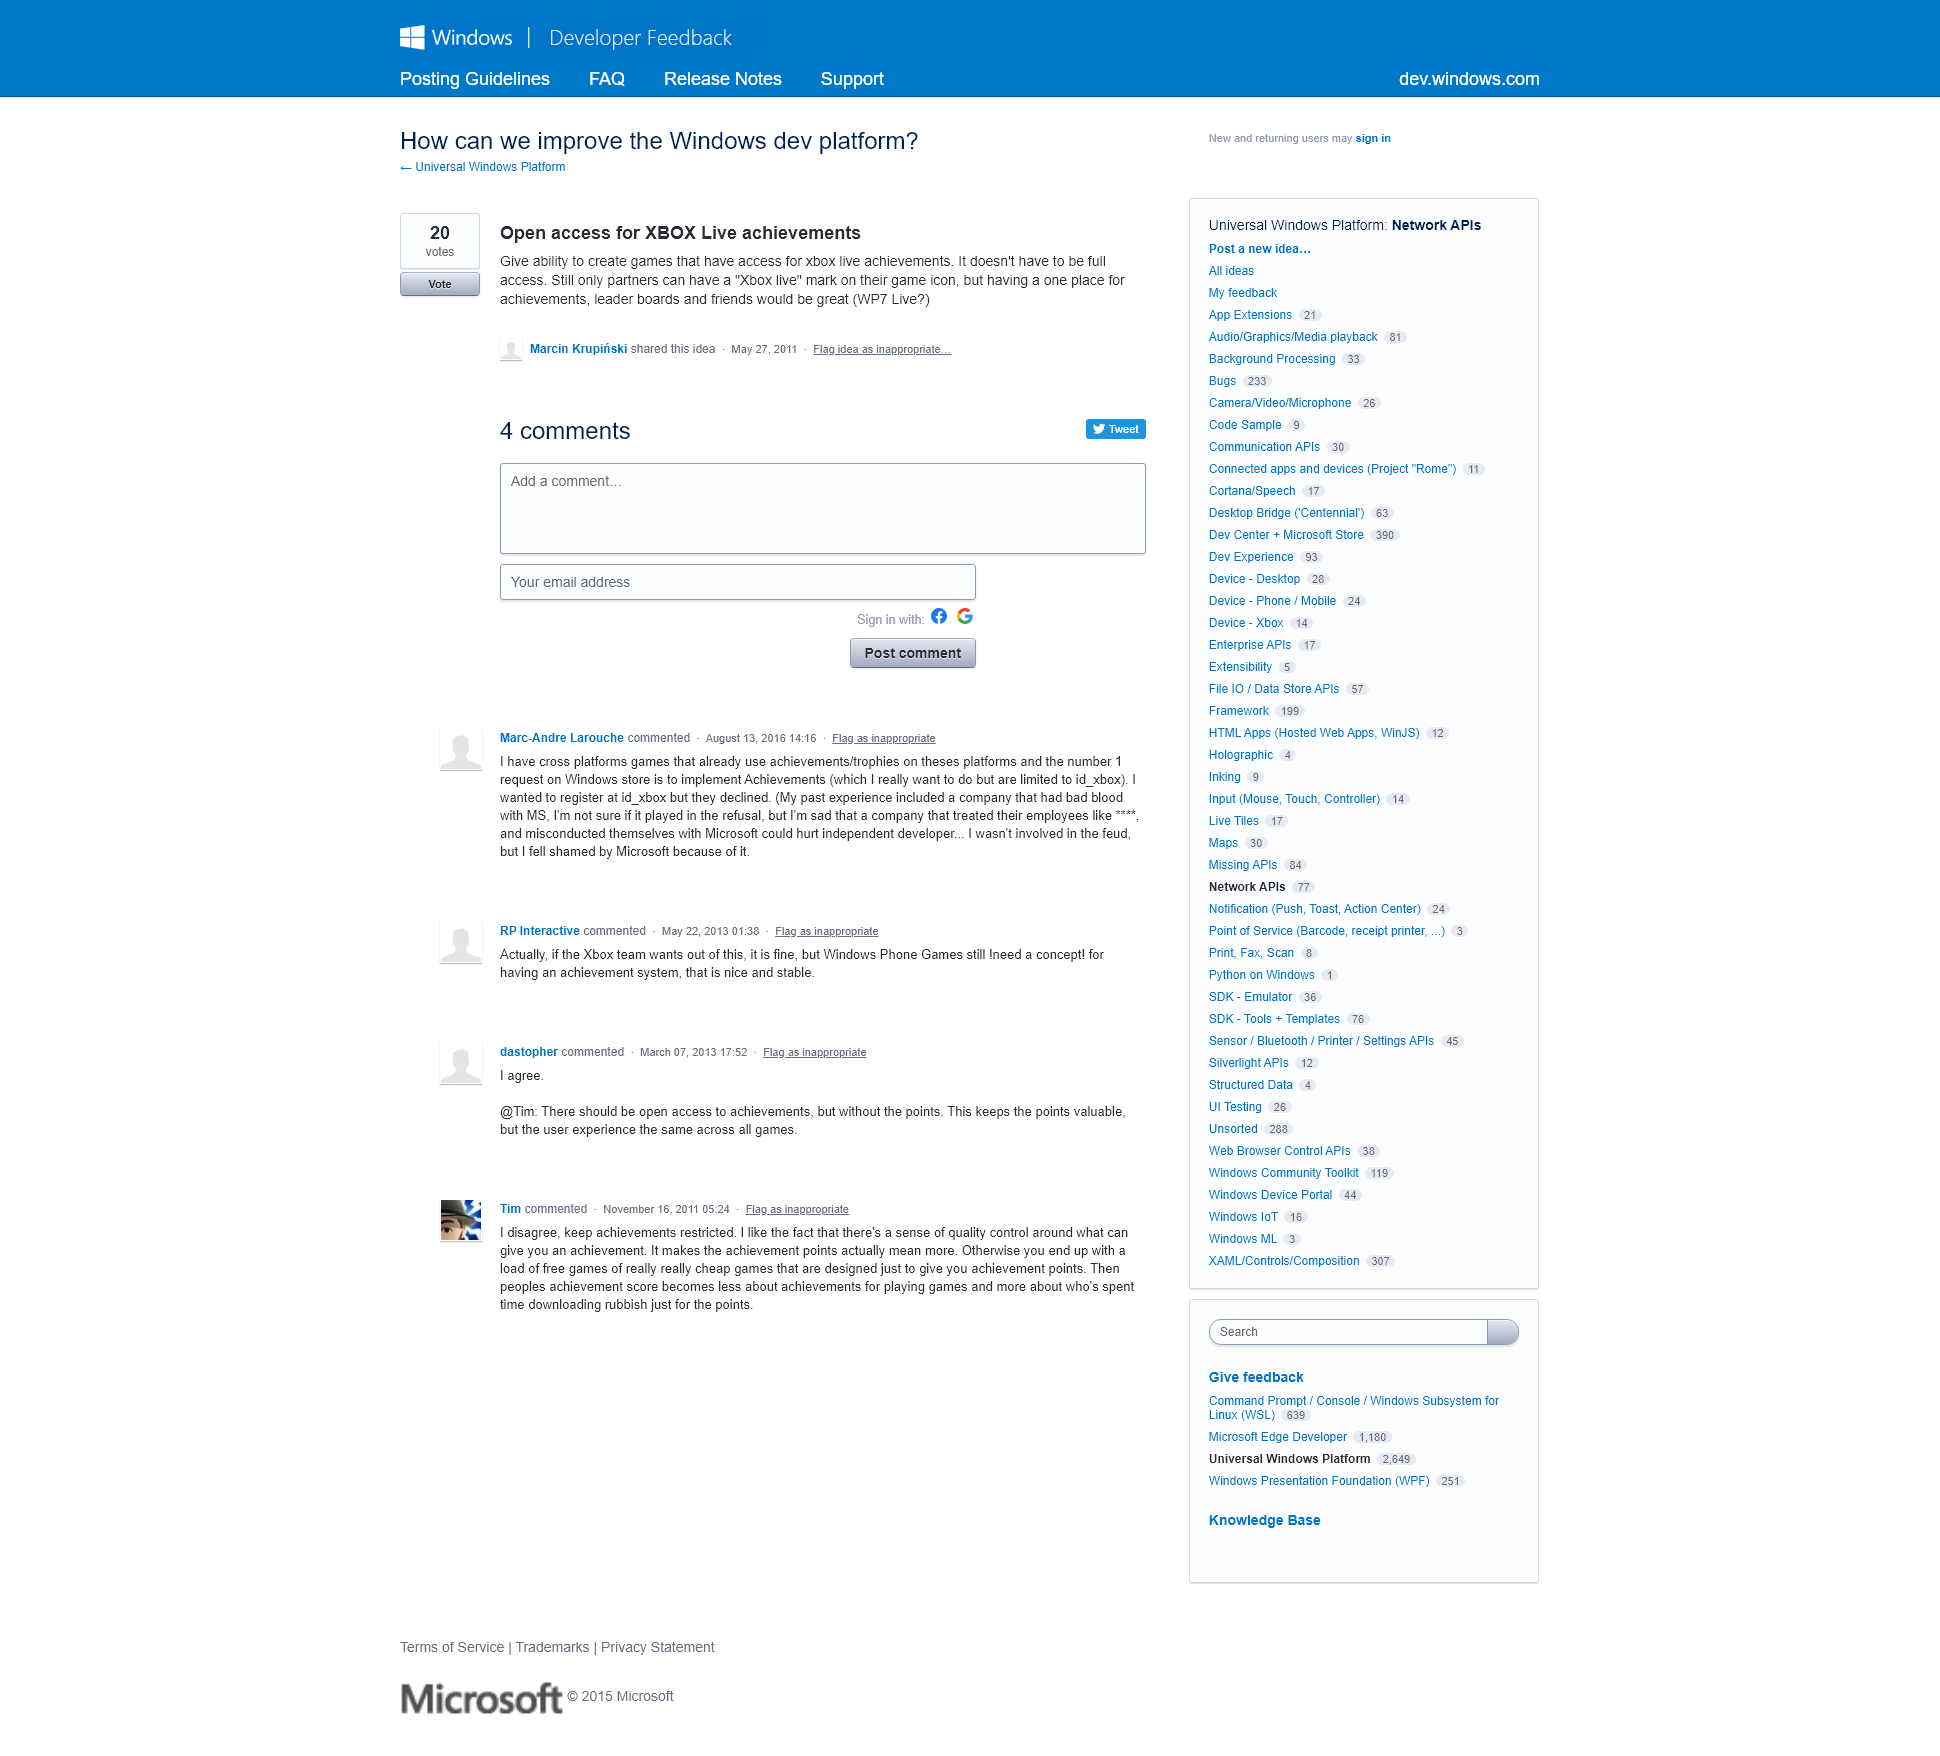 Windows | Developer Feedback
Posting Guidelines FAQ Release Notes Support dev.windows.com
How can we improve the Windows dev platform?
← Universal Windows Platform
New and returning users may sign in
20
votes
Vote
Open access for XBOX Live achievements
Give ability to create games that have access for xbox live achievements. It doesn't have to be full
access. Still only partners can have a "Xbox live" mark on their game icon, but having a one place for
achievements, leader boards and friends would be great (WP7 Live?)
Marcin Krupiński shared this idea · May 27, 2011 · Flag idea as inappropriate…
4 comments
Tweet
Add a comment…
Your email address
Sign in with:
Post comment
Marc-Andre Larouche commented · August 13, 2016 14:16 · Flag as inappropriate
I have cross platforms games that already use achievements/trophies on theses platforms and the number 1
request on Windows store is to implement Achievements (which I really want to do but are limited to id_xbox). I
wanted to register at id_xbox but they declined. (My past experience included a company that had bad blood
with MS, I'm not sure if it played in the refusal, but I'm sad that a company that treated their employees like ****,
and misconducted themselves with Microsoft could hurt independent developer... I wasn't involved in the feud,
but I fell shamed by Microsoft because of it.
RP Interactive commented · May 22, 2013 01:38 · Flag as inappropriate
Actually, if the Xbox team wants out of this, it is fine, but Windows Phone Games still !need a concept! for
having an achievement system, that is nice and stable.
dastopher commented · March 07, 2013 17:52 · Flag as inappropriate
I agree.
@Tim: There should be open access to achievements, but without the points. This keeps the points valuable,
but the user experience the same across all games.
Tim commented · November 16, 2011 05:24 · Flag as inappropriate
I disagree, keep achievements restricted. I like the fact that there's a sense of quality control around what can
give you an achievement. It makes the achievement points actually mean more. Otherwise you end up with a
load of free games of really really cheap games that are designed just to give you achievement points. Then
peoples achievement score becomes less about achievements for playing games and more about who's spent
time downloading rubbish just for the points.
Universal Windows Platform: Network APIs
Post a new idea…
All ideas
My feedback
App Extensions 21
Audio/Graphics/Media playback 81
Background Processing 33
Bugs 233
Camera/Video/Microphone 26
Code Sample 9
Communication APIs 30
Connected apps and devices (Project "Rome") 11
Cortana/Speech 17
Desktop Bridge ('Centennial') 63
Dev Center + Microsoft Store 390
Dev Experience 93
Device - Desktop 28
Device - Phone / Mobile 24
Device - Xbox 14
Enterprise APIs 17
Extensibility 5
File IO / Data Store APIs 57
Framework 199
HTML Apps (Hosted Web Apps, WinJS) 12
Holographic 4
Inking 9
Input (Mouse, Touch, Controller) 14
Live Tiles 17
Maps 30
Missing APIs 84
Network APIs 77
Notification (Push, Toast, Action Center) 24
Point of Service (Barcode, receipt printer, ...) 3
Print, Fax, Scan 8
Python on Windows 1
SDK - Emulator 36
SDK - Tools + Templates 76
Sensor / Bluetooth / Printer / Settings APIs 45
Silverlight APIs 12
Structured Data 4
UI Testing 26
Unsorted 288
Web Browser Control APIs 38
Windows Community Toolkit 119
Windows Device Portal 44
Windows IoT 16
Windows ML 3
XAML/Controls/Composition 307
Search
Give feedback
Command Prompt / Console / Windows Subsystem for
Linux (WSL) 639
Microsoft Edge Developer 1,180
Universal Windows Platform 2,649
Windows Presentation Foundation (WPF) 251
Knowledge Base
Terms of Service | Trademarks | Privacy Statement
Microsoft © 2015 Microsoft